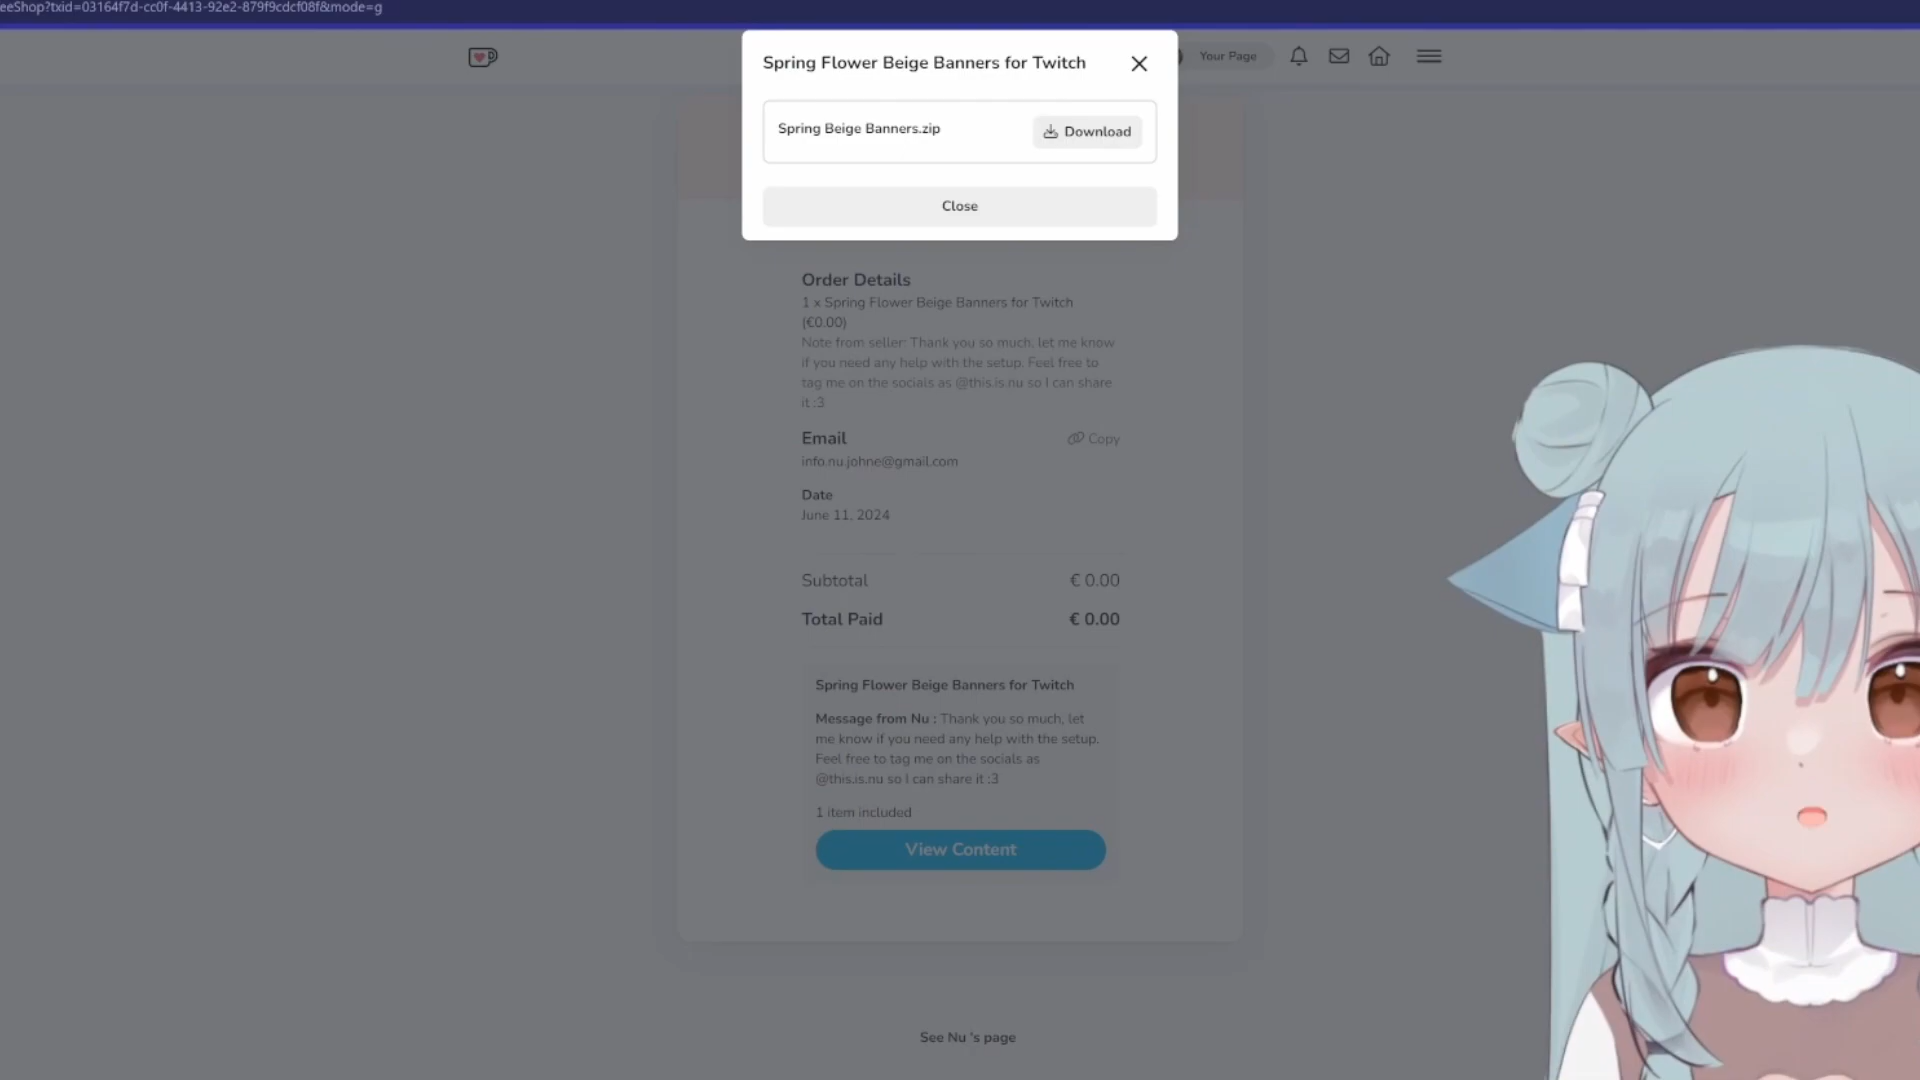 eeShop?txid=03164f7d-cc0f-4413-92e2-879f9cdcf08f&mode=g
Your Page
Spring Flower Beige Banners for Twitch
Spring Beige Banners.zip
Download
Close
Order Details
1 x Spring Flower Beige Banners for Twitch
(€0.00)
Note from seller: Thank you so much, let me know
if you need any help with the setup. Feel free to
tag me on the socials as @this.is.nu so I can share
it :3
Email
Copy
info.nu.johne@gmail.com
Date
June 11, 2024
Subtotal
€ 0.00
Total Paid
€ 0.00
Spring Flower Beige Banners for Twitch
Message from Nu : Thank you so much, let
me know if you need any help with the setup.
Feel free to tag me on the socials as
@this.is.nu so I can share it :3
1 item included
View Content
See Nu 's page